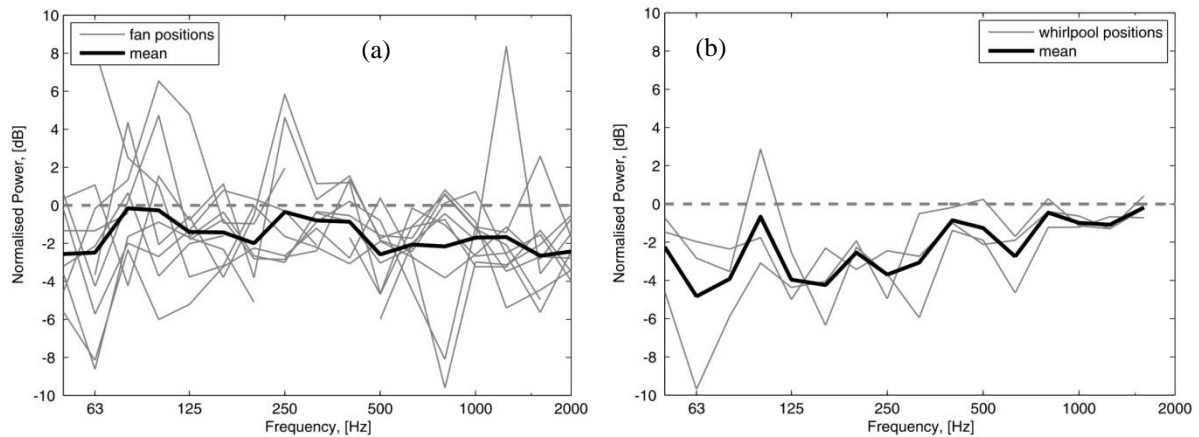 fan positions
mean
(a)
10
8
6
4
2
0
-2
-4
-6
-8
-10
Normalised Power, [dB]
63 125 250 500 1000 2000
Frequency, [Hz]
whirlpool positions
mean
(b)
10
8
6
4
2
0
-2
-4
-6
-8
-10
Normalised Power, [dB]
63 125 250 500 1000 2000
Frequency, [Hz]